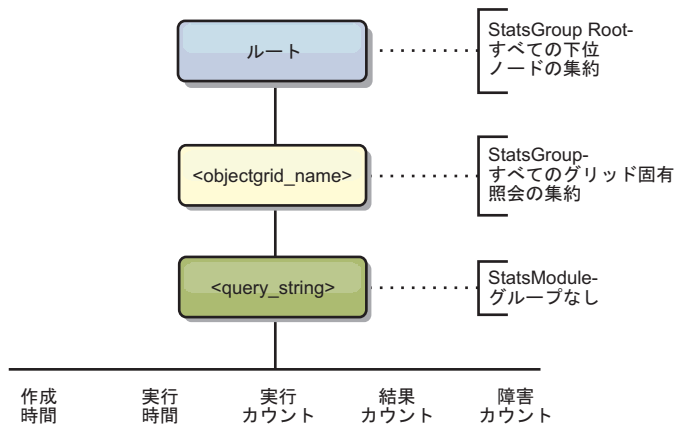 ルート
StatsGroup Root-
すべての下位
ノードの集約
<objectgrid_name>
StatsGroup-
すべてのグリッド固有
照会の集約
<query_string>
StatsModule-
グループなし
作成
時間
実行
時間
実行
カウント
結果
カウント
障害
カウント